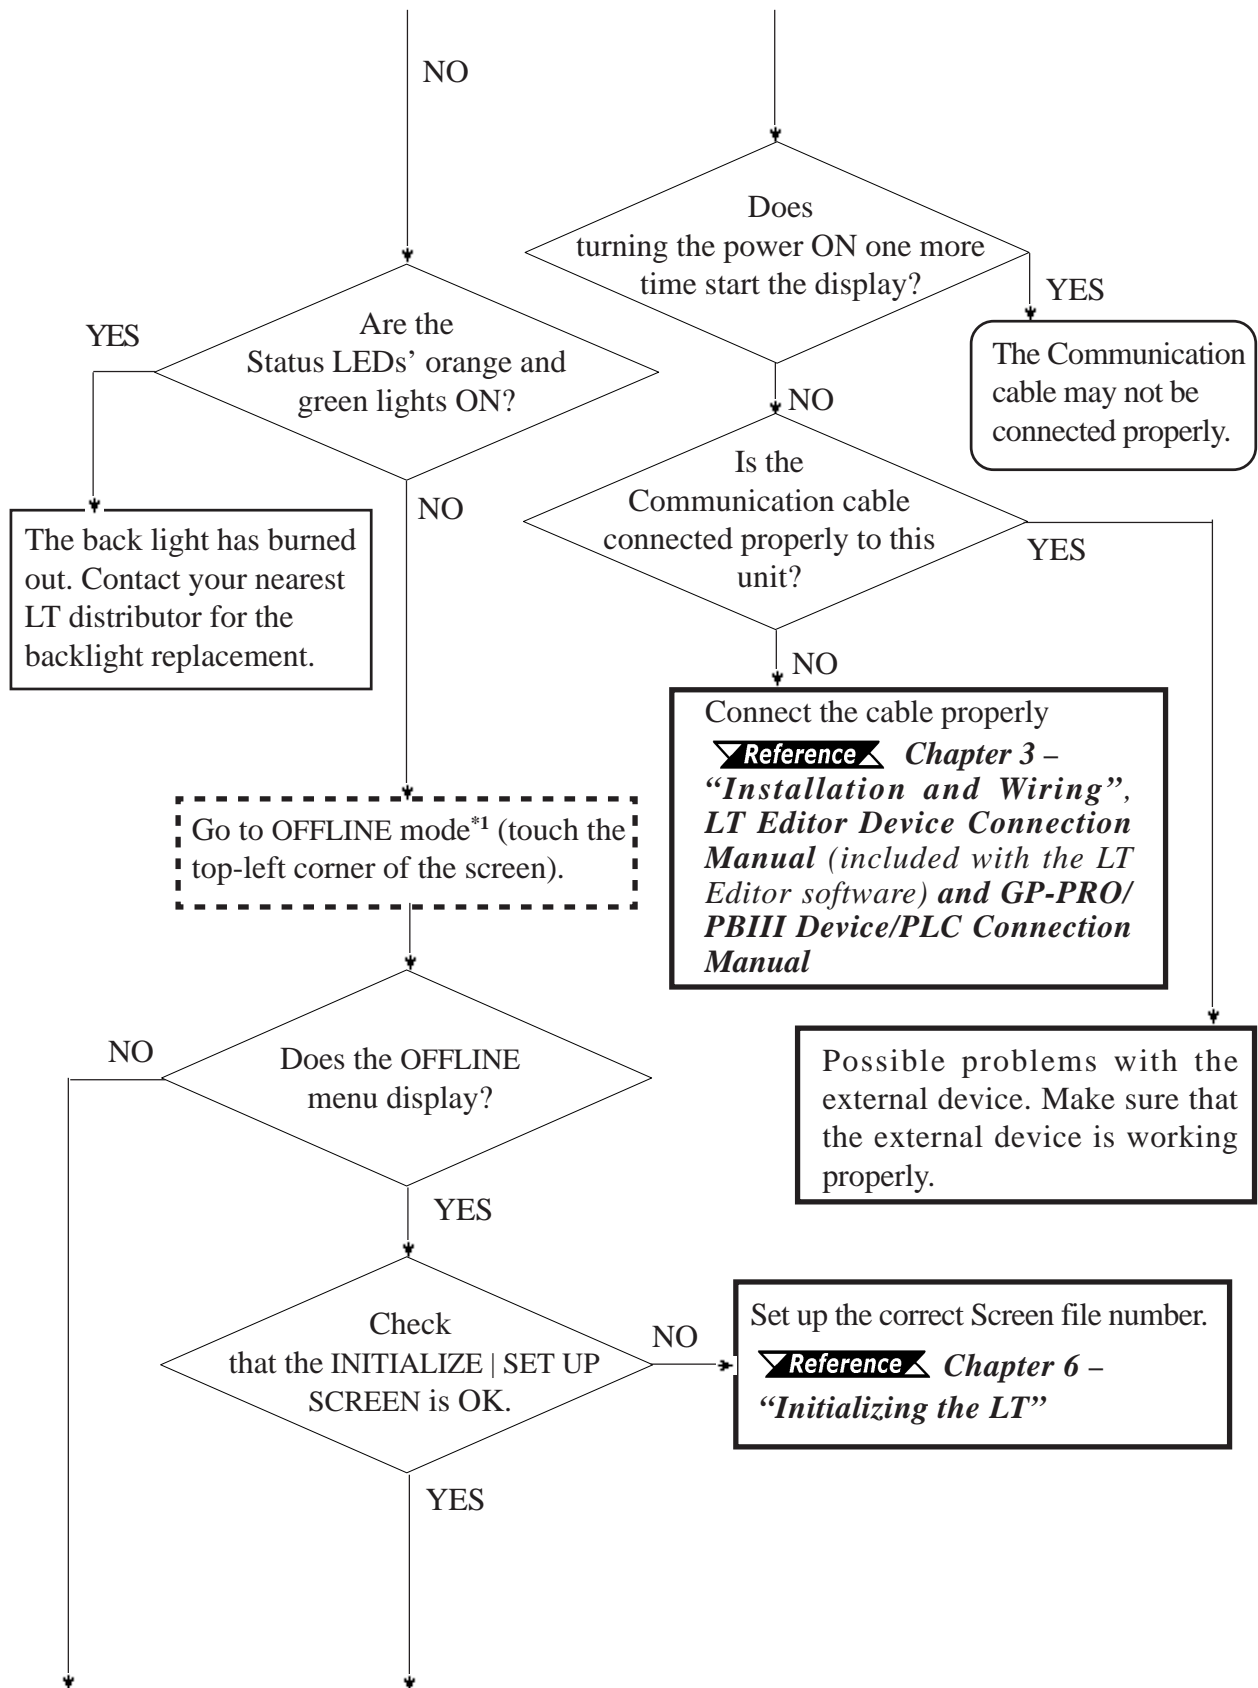 NO
Does
turning the power ON one more
time start the display?
YES
The Communication
cable may not be
connected properly.
YES
Are the
Status LEDs’ orange and
green lights ON?
NO
Is the
Communication cable
connected properly to this
unit?
YES
NO
The back light has burned
out. Contact your nearest
LT distributor for the
backlight replacement.
NO
Connect the cable properly
Reference Chapter 3 –
“Installation and Wiring”,
LT Editor Device Connection
Manual (included with the LT
Editor software) and GP-PRO/
PBIII Device/PLC Connection
Manual
Go to OFFLINE mode*1 (touch the
top-left corner of the screen).
NO
Does the OFFLINE
menu display?
Possible problems with the
external device. Make sure that
the external device is working
properly.
YES
Check
that the INITIALIZE | SET UP
SCREEN is OK.
NO
Set up the correct Screen file number.
Reference Chapter 6 –
“Initializing the LT”
YES